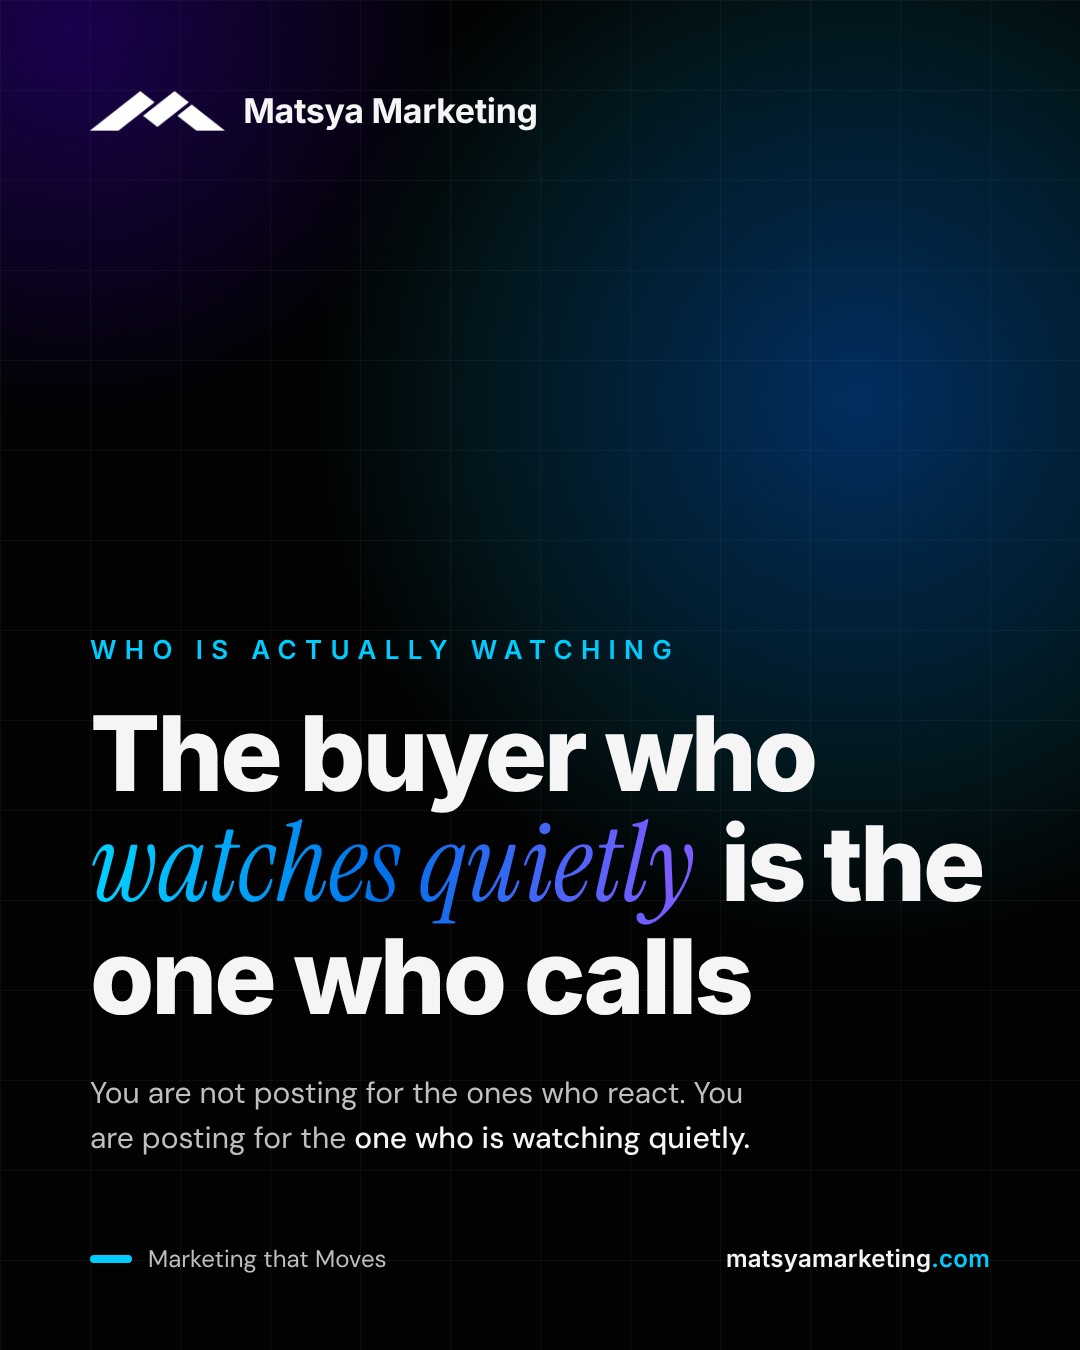 Matsya Marketing
WHO IS ACTUALLY WATCHING
The buyer who
watches quietly is the
one who calls
You are not posting for the ones who react. You
are posting for the one who is watching quietly.
Marketing that Moves
matsyamarketing.com